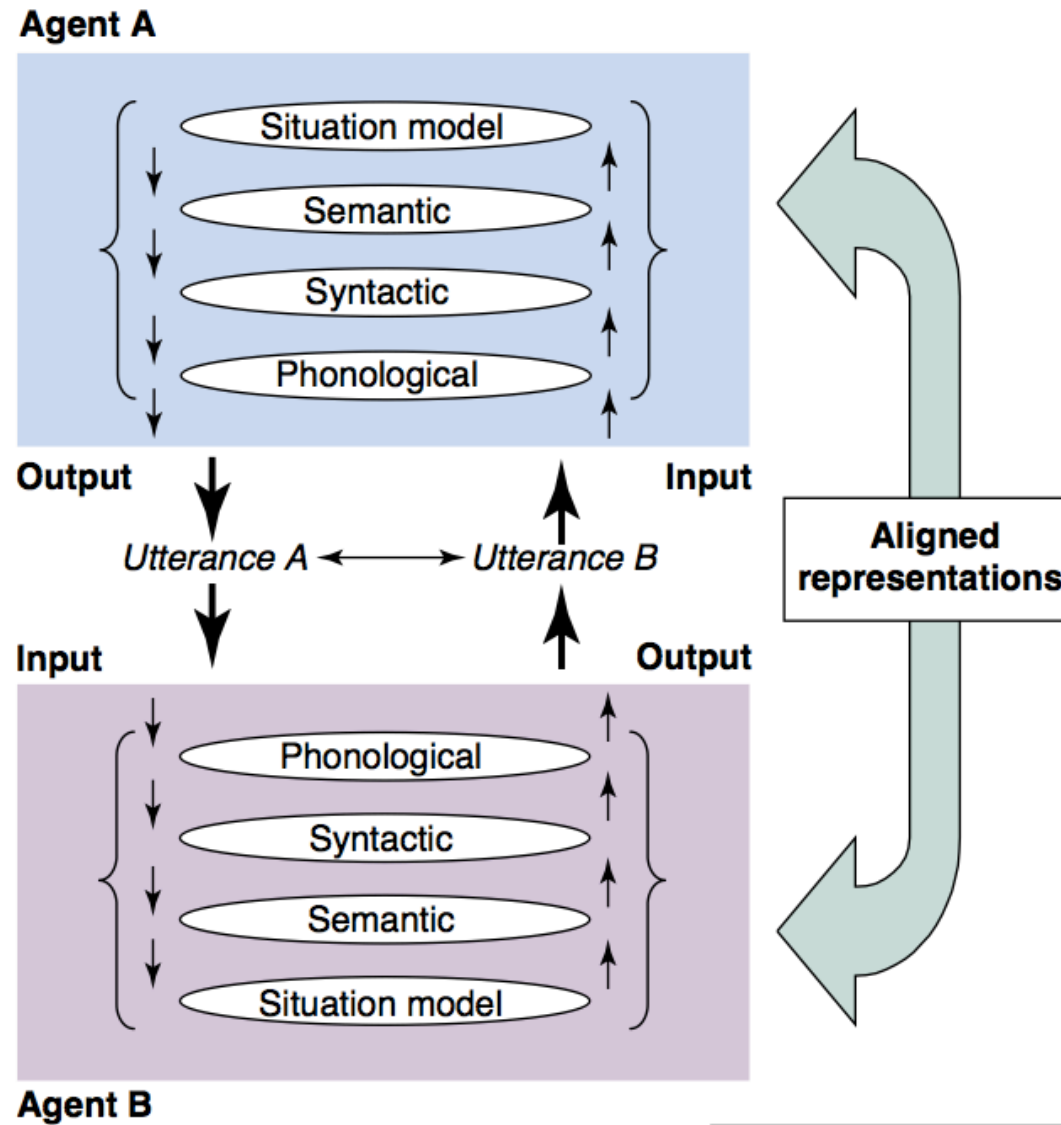 Agent A
Situation model
Semantic
Syntactic
Phonological
Output
Input
Utterance A
Utterance B
Aligned
representations
Input
Output
Phonological
Syntactic
Semantic
Situation model
Agent B